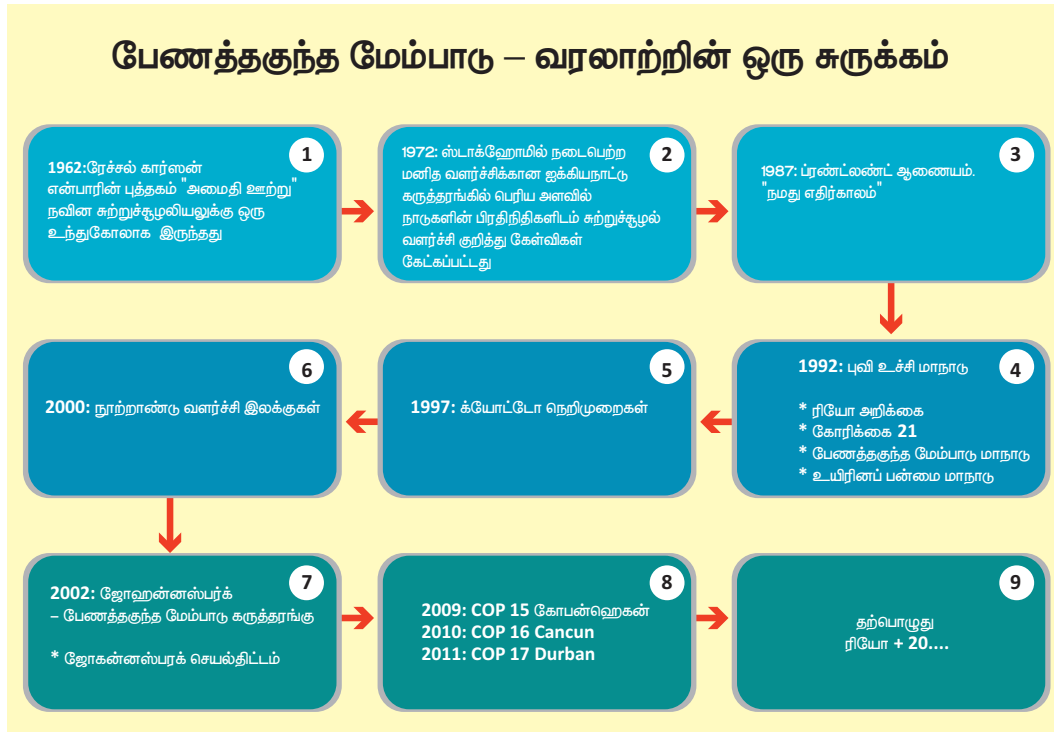 பேணத்தகுந்த மேம்பாடு – வரலாற்றின் ஒரு சுருக்கம்
1
1962:ரேச்சல் கார்ஸன்
என்பாரின் புத்தகம் "அமைதி ஊற்று"
நவின சுற்றுச்சூழலியலுக்கு ஒரு
உந்துகோலாக இருந்தது
2
1972: ஸ்டாக்ஹோமில் நடைபெற்ற
மனித வளர்ச்சிக்கான ஐக்கியநாட்டு
கருத்தரங்கில் பெரிய அளவில்
நாடுகளின் பிரதிநிதிகளிடம் சுற்றுச்சூழல்
வளர்ச்சி குறித்து கேள்விகள்
கேட்கப்பட்டது
3
1987: ப்ரண்ட்லண்ட் ஆணையம்.
"நமது எதிர்காலம்"
4
1992: புவி உச்சி மாநாடு
* ரியோ அறிக்கை
* கோரிக்கை 21
* பேணத்தகுந்த மேம்பாடு மாநாடு
* உயிரினப் பன்மை மாநாடு
5
1997: க்யோட்டோ நெறிமுறைகள்
6
2000: நூற்றாண்டு வளர்ச்சி இலக்குகள்
7
2002: ஜோஹன்னஸ்பர்க்
– பேணத்தகுந்த மேம்பாடு கருத்தரங்கு
* ஜோகன்னஸ்பரக் செயல்திட்டம்
8
2009: COP 15 கோபன்ஹெகன்
2010: COP 16 Cancun
2011: COP 17 Durban
9
தற்பொழுது
ரியோ + 20....